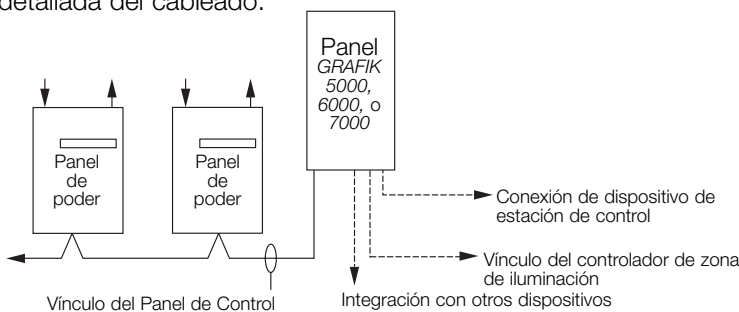 detallada del cableado.
Panel
GRAFIK
5000,
6000, o
7000
Panel
de
poder
Panel
de
poder
Conexión de dispositivo de
estación de control
Vínculo del controlador de zona
de iluminación
Integración con otros dispositivos
Vínculo del Panel de Control